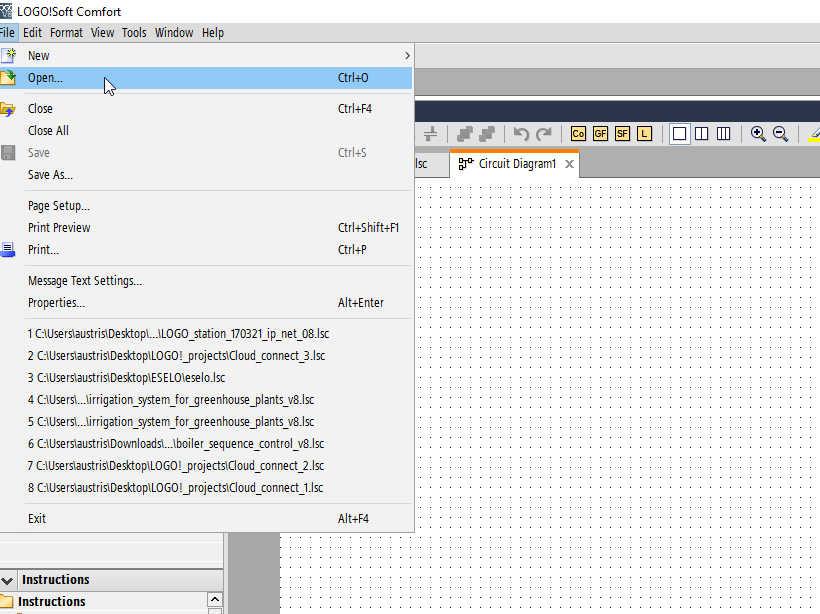 LOGO!Soft Comfort
File Edit Format View Tools Window Help
New
Open... Ctrl+O
Close Ctrl+F4
Close All
Save Ctrl+S
Save As...
Page Setup...
Print Preview Ctrl+Shift+F1
Print... Ctrl+P
Message Text Settings...
Properties... Alt+Enter
1 C:\Users\austris\Desktop\...\LOGO_station_170321_ip_net_08.lsc
2 C:\Users\austris\Desktop\LOGO!_projects\Cloud_connect_3.lsc
3 C:\Users\austris\Desktop\ESELO\eselo.lsc
4 C:\Users\...\irrigation_system_for_greenhouse_plants_v8.lsc
5 C:\Users\...\irrigation_system_for_greenhouse_plants_v8.lsc
6 C:\Users\austris\Downloads\...\boiler_sequence_control_v8.lsc
7 C:\Users\austris\Desktop\LOGO!_projects\Cloud_connect_2.lsc
8 C:\Users\austris\Desktop\LOGO!_projects\Cloud_connect_1.lsc
Exit Alt+F4
Co GF SF L
lsc Circuit Diagram1
Instructions
Instructions